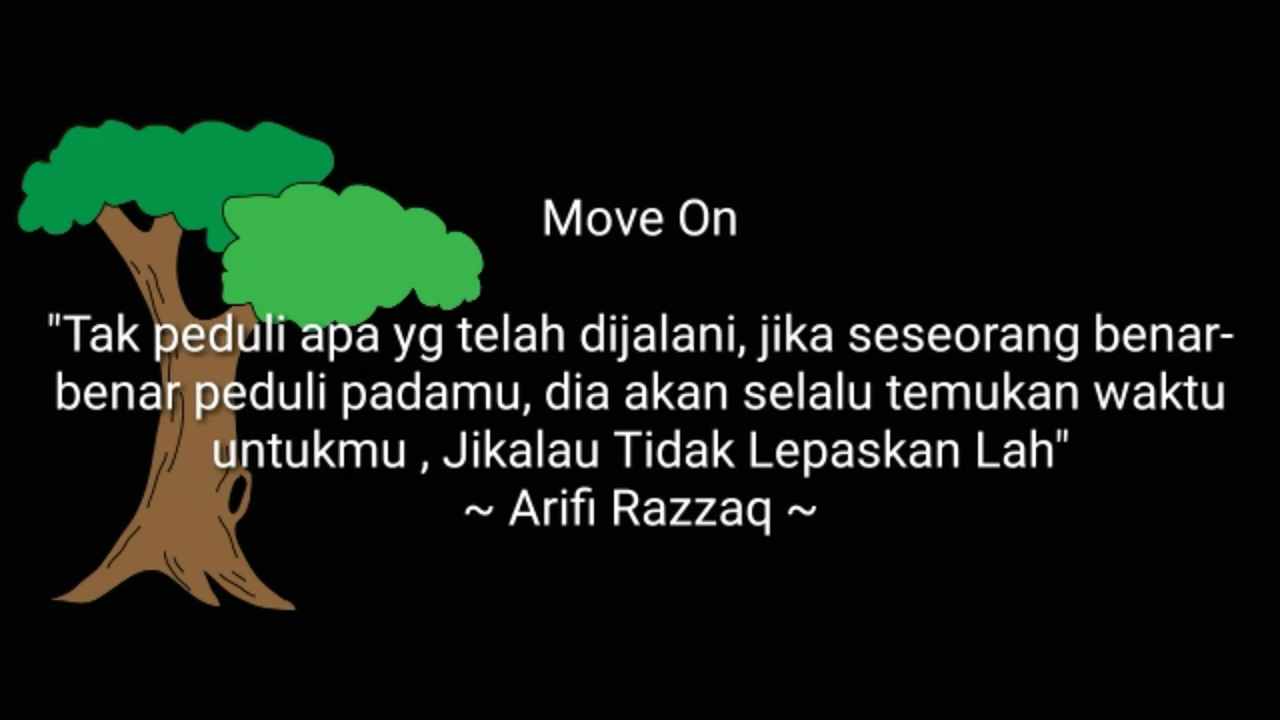 Move On
"Tak peduli apa yg telah dijalani, jika seseorang benar-
benar peduli padamu, dia akan selalu temukan waktu
untukmu , Jikalau Tidak Lepaskan Lah"
~ Arifi Razzaq ~